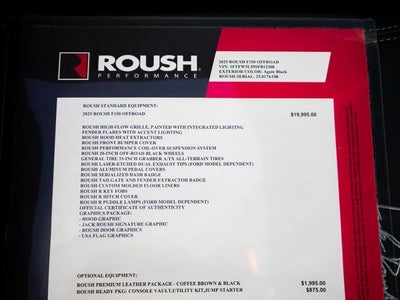 ROUSH
PERFORMANCE
2025 ROUSH F150 OFFROAD
EXTERIOR COLOR: Agate Black
ROUSH SERIAL: 25.0174.OR
ROUSH STANDARD EQUIPMENT:
2025 ROUSH F150 OFFROAD $19,995.00
ROUSH HIGH-FLOW GRILLE, PAINTED WITH INTEGRATED LIGHTING
FENDER FLARES WITH ACCENT LIGHTING
ROUSH HOOD HEAT EXTRACTORS
ROUSH FRONT BUMPER COVER
ROUSH PERFORMANCE COIL-OVER SUSPENSION SYSTEM
ROUSH 20-INCH OFF-ROAD BLACK WHEELS
GENERAL TIRE 33-INCH GRABBER A/TX ALL-TERRAIN TIRES
ROUSH LASER-ETCHED DUAL EXHAUST TIPS (FORD MODEL DEPENDENT)
ROUSH ALUMINUM PEDAL COVERS
ROUSH SERIALIZED DASH BADGE
ROUSH TAILGATE AND FENDER EXTRACTOR BADGE
ROUSH CUSTOM MOLDED FLOOR LINERS
ROUSH R KEY FOBS
ROUSH R HITCH COVER
ROUSH R PUDDLE LAMPS (FORD MODEL DEPENDENT)
OFFICIAL CERTIFICATE OF AUTHENTICITY
GRAPHICS PACKAGE:
- HOOD GRAPHIC
- JACK ROUSH SIGNATURE GRAPHIC
- ROUSH DOOR GRAPHICS
- USA FLAG GRAPHICS
OPTIONAL EQUIPMENT:
ROUSH PREMIUM LEATHER PACKAGE - COFFEE BROWN & BLACK $1,995.00
ROUSH READY PKG: CONSOLE VAULT,UTILITY KIT,JUMP STARTER $875.00